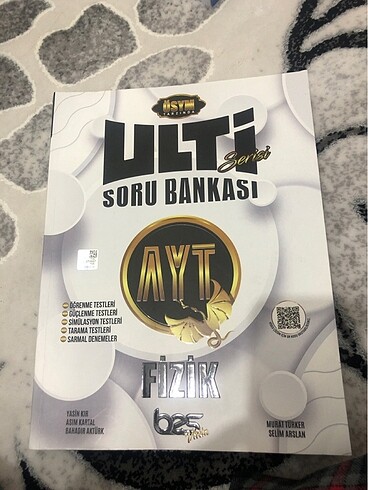 ÖSYM
TARZINDA
ULTİ
Serisi
SORU BANKASI
AYT
ÖĞRENME TESTLERİ
GÜÇLENME TESTLERİ
SİMÜLASYON TESTLERİ
TARAMA TESTLERİ
SARMAL DENEMELER
FİZİK
YASİN KIR
ASIM KARTAL
BAHADIR AKTÜRK
MURAT TÜRKER
SELİM ARSLAN